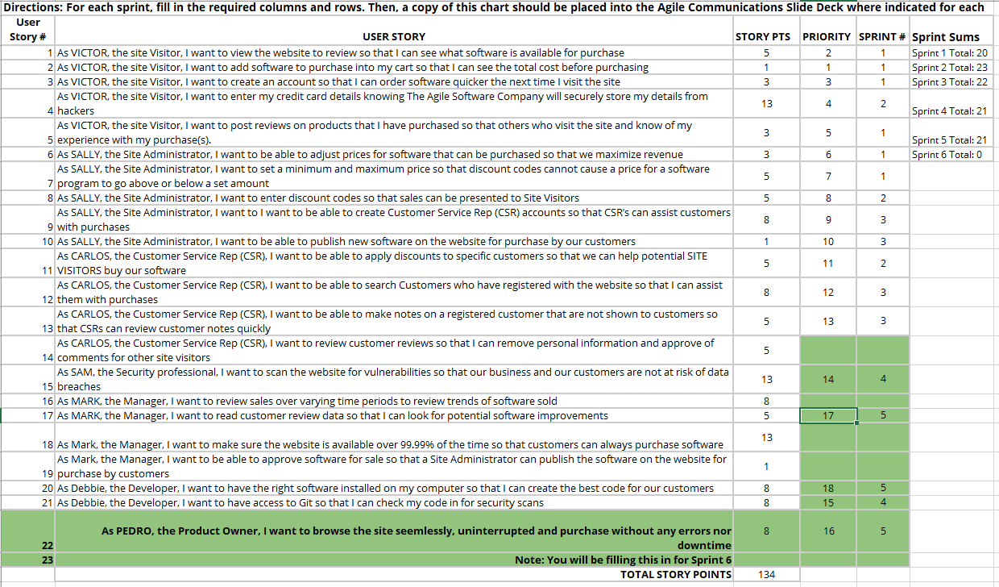 Directions: For each sprint, fill in the required columns and rows. Then, a copy of this chart should be placed into the Agile Communications Slide Deck where indicated for each
User
Story # USER STORY STORY PTS PRIORITY SPRINT # Sprint Sums
1 As VICTOR, the site Visitor, I want to view the website to review so that I can see what software is available for purchase 5 2 1 Sprint 1 Total: 20
2 As VICTOR, the site Visitor, I want to add software to purchase into my cart so that I can see the total cost before purchasing 1 1 1 Sprint 2 Total: 23
3 As VICTOR, the site Visitor, I want to create an account so that I can order software quicker the next time I visit the site 3 3 1 Sprint 3 Total: 22
As VICTOR, the site Visitor, I want to enter my credit card details knowing The Agile Software Company will securely store my details from
4 hackers 13 4 2 Sprint 4 Total: 21
As VICTOR, the site Visitor, I want to post reviews on products that I have purchased so that others who visit the site and know of my
5 experience with my purchase(s). 3 5 1 Sprint 5 Total: 21
6 As SALLY, the Site Administrator, I want to be able to adjust prices for software that can be purchased so that we maximize revenue 3 6 1 Sprint 6 Total: 0
As SALLY, the Site Administrator, I want to set a minimum and maximum price so that discount codes cannot cause a price for a software
7 program to go above or below a set amount 5 7 1
8 As SALLY, the Site Administrator, I want to enter discount codes so that sales can be presented to Site Visitors 5 8 2
As SALLY, the Site Administrator, I want to I want to be able to create Customer Service Rep (CSR) accounts so that CSR's can assist customers
9 with purchases 8 9 3
10 As SALLY, the Site Administrator, I want to be able to publish new software on the website for purchase by our customers 1 10 3
As CARLOS, the Customer Service Rep (CSR), I want to be able to apply discounts to specific customers so that we can help potential SITE
11 VISITORS buy our software 5 11 2
As CARLOS, the Customer Service Rep (CSR), I want to be able to search Customers who have registered with the website so that I can assist
12 them with purchases 8 12 3
As CARLOS, the Customer Service Rep (CSR), I want to be able to make notes on a registered customer that are not shown to customers so
13 that CSRs can review customer notes quickly 5 13 3
As CARLOS, the Customer Service Rep (CSR), I want to review customer reviews so that I can remove personal information and approve of
14 comments for other site visitors 5
As SAM, the Security professional, I want to scan the website for vulnerabilities so that our business and our customers are not at risk of data
15 breaches 13 14 4
16 As MARK, the Manager, I want to review sales over varying time periods to review trends of software sold 8
17 As MARK, the Manager, I want to read customer review data so that I can look for potential software improvements 5 17 5
18 As Mark, the Manager, I want to make sure the website is available over 99.99% of the time so that customers can always purchase software 13
As Mark, the Manager, I want to be able to approve software for sale so that a Site Administrator can publish the software on the website for
19 purchase by customers 1
20 As Debbie, the Developer, I want to have the right software installed on my computer so that I can create the best code for our customers 8 18 5
21 As Debbie, the Developer, I want to have access to Git so that I can check my code in for security scans 8 15 4
As PEDRO, the Product Owner, I want to browse the site seemlessly, uninterrupted and purchase without any errors nor
22 downtime 8 16 5
23 Note: You will be filling this in for Sprint 6
TOTAL STORY POINTS 134